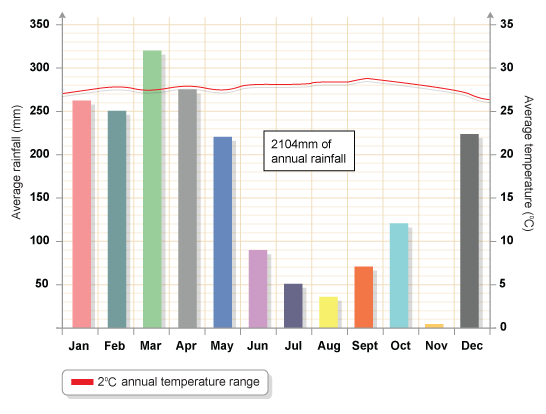 350
300
250
200
150
100
50
Average rainfall (mm)
35
30
25
20
15
10
5
0
Average temperature (°C)
2104mm of
annual rainfall
Jan Feb Mar Apr May Jun Jul Aug Sept Oct Nov Dec
2°C annual temperature range